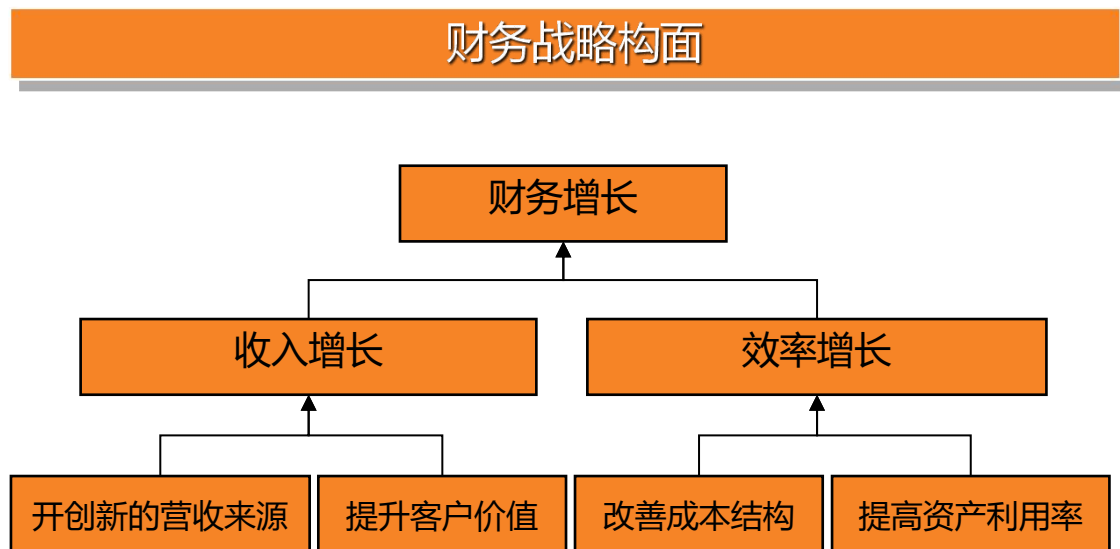 财务战略构面
财务增长
收入增长
效率增长
开创新的营收来源
提升客户价值
改善成本结构
提高资产利用率